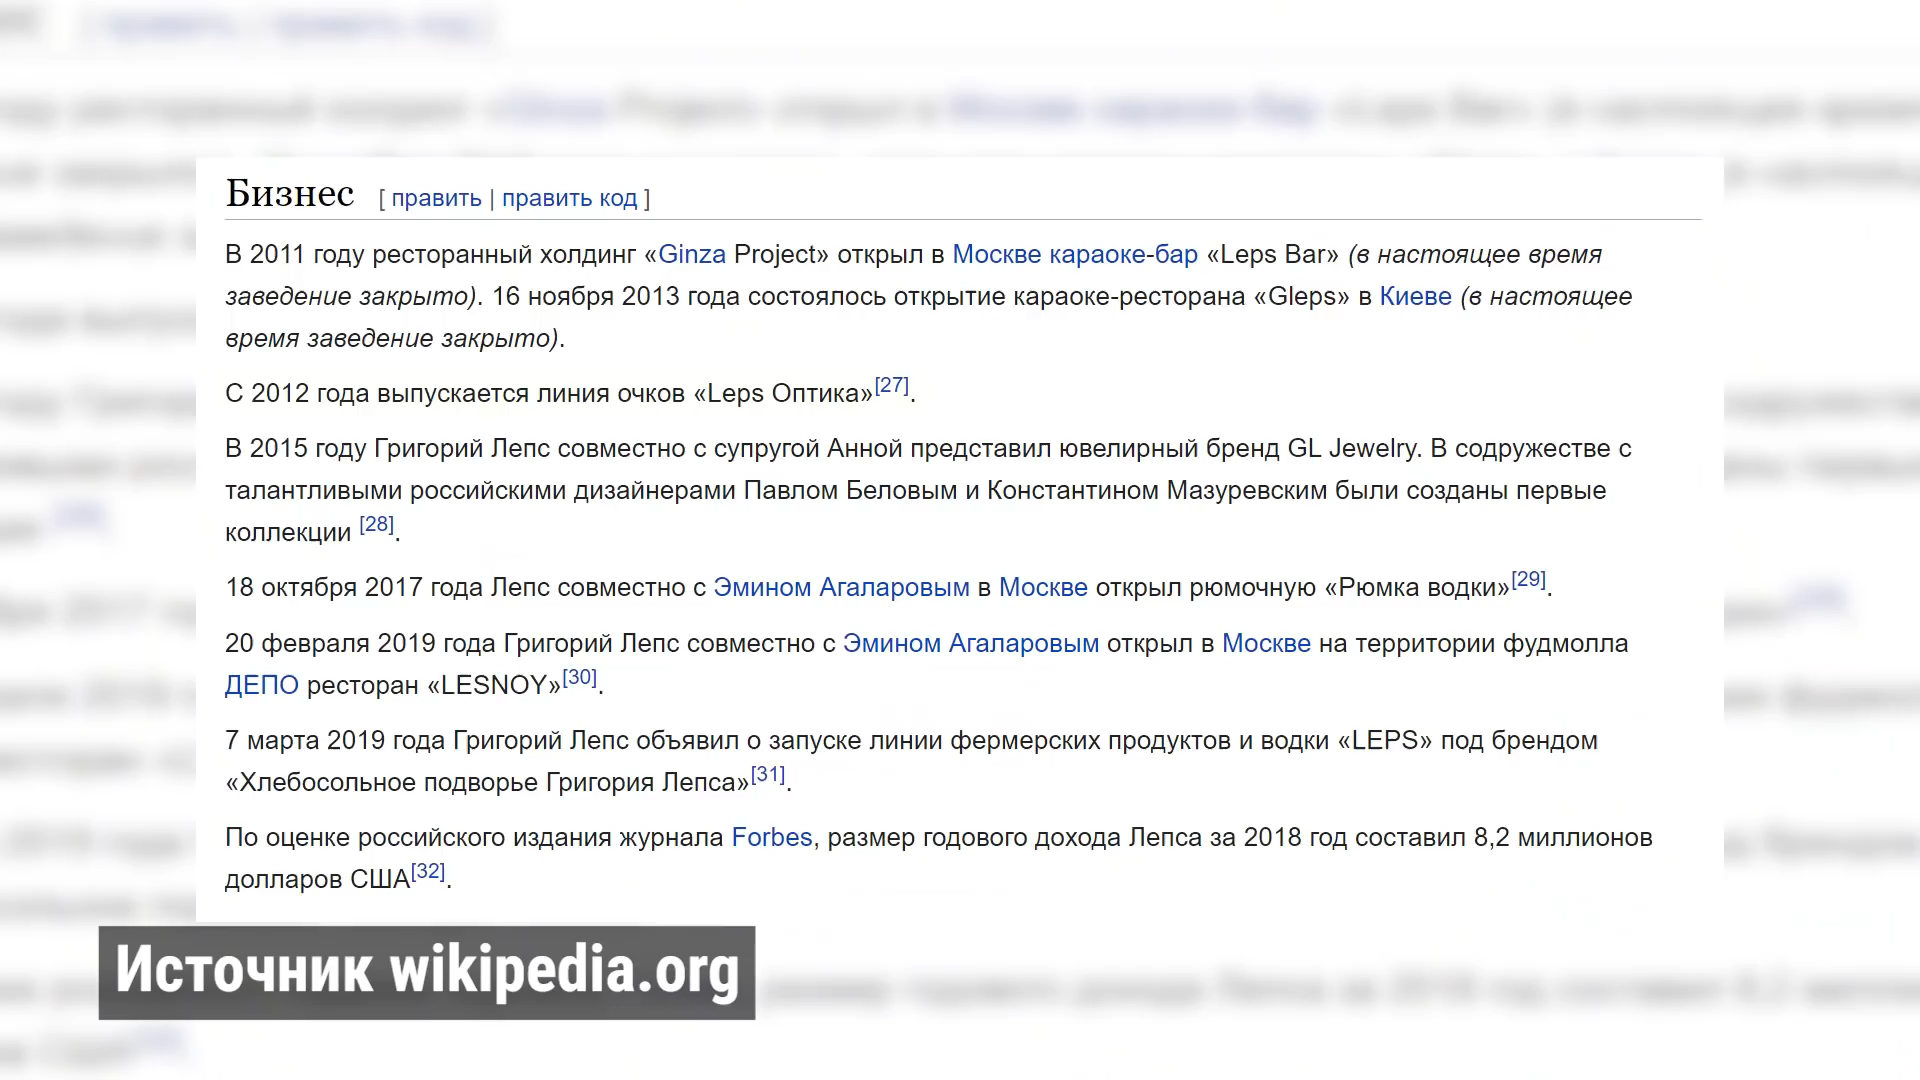 Бизнес [ править | править код ]
В 2011 году ресторанный холдинг «Ginza Project» открыл в Москве караоке-бар «Leps Bar» (в настоящее время
заведение закрыто). 16 ноября 2013 года состоялось открытие караоке-ресторана «Gleps» в Киеве (в настоящее
время заведение закрыто).
С 2012 года выпускается линия очков «Leps Оптика»[27].
В 2015 году Григорий Лепс совместно с супругой Анной представил ювелирный бренд GL Jewelry. В содружестве с
талантливыми российскими дизайнерами Павлом Беловым и Константином Мазуревским были созданы первые
коллекции [28].
18 октября 2017 года Лепс совместно с Эмином Агаларовым в Москве открыл рюмочную «Рюмка водки»[29].
20 февраля 2019 года Григорий Лепс совместно с Эмином Агаларовым открыл в Москве на территории фудмолла
ДЕПО ресторан «LESNOY»[30].
7 марта 2019 года Григорий Лепс объявил о запуске линии фермерских продуктов и водки «LEPS» под брендом
«Хлебосольное подворье Григория Лепса»[31].
По оценке российского издания журнала Forbes, размер годового дохода Лепса за 2018 год составил 8,2 миллионов
долларов США[32].
Источник wikipedia.org